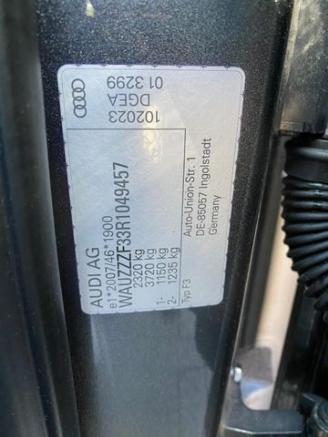 AUDI AG
e1*2007/46*1900
WAUZZZF33R1049457
2320 kg
3720 kg
1- 1150 kg
2- 1235 kg
Typ F3
Auto-Union-Str. 1
DE-85057 Ingolstadt
Germany
102023
DGEA
01 3299